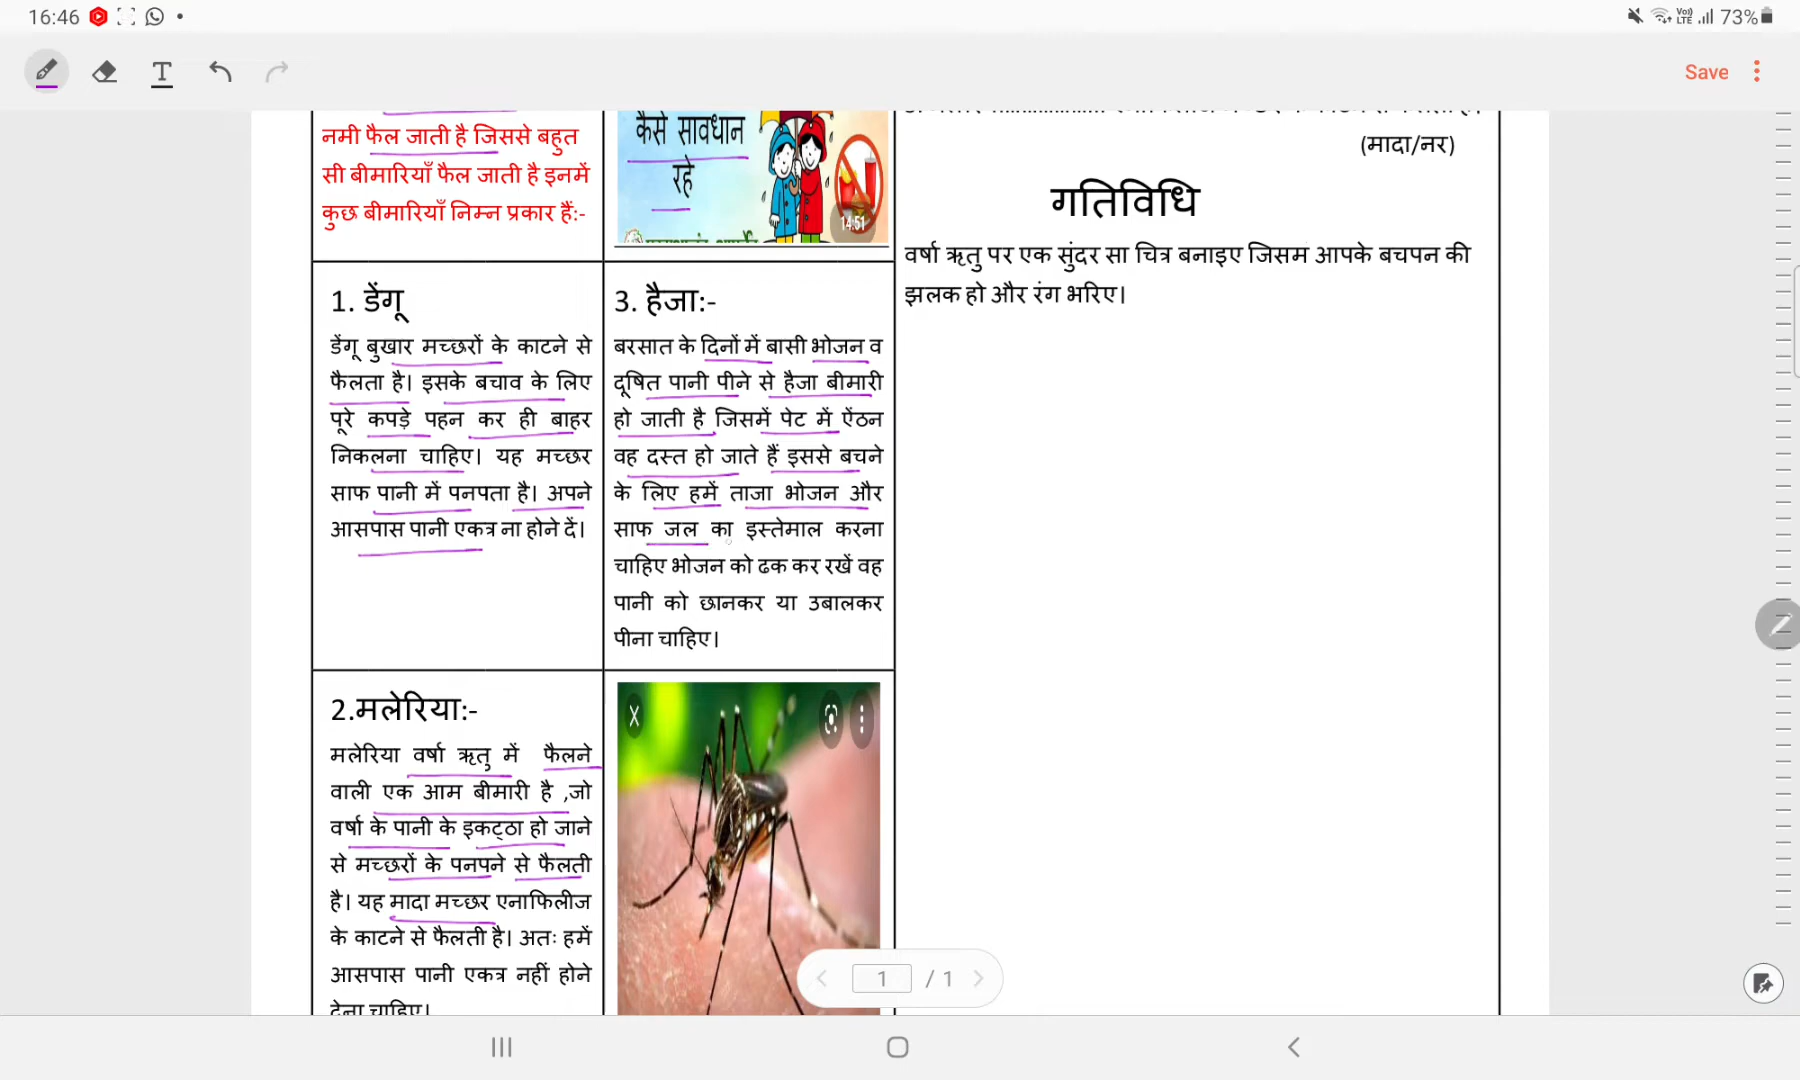 16:46
73%
Save
नमी फैल जाती है जिससे बहुत
सी बीमारियाँ फैल जाती है इनमें
कुछ बीमारियाँ निम्न प्रकार हैं:-
कैसे सावधान
रहे
14:51
(मादा/नर)
गतिविधि
वर्षा ऋतु पर एक सुंदर सा चित्र बनाइए जिसम आपके बचपन की
झलक हो और रंग भरिए।
1. डेंगू
डेंगू बुखार मच्छरों के काटने से
फैलता है। इसके बचाव के लिए
पूरे कपड़े पहन कर ही बाहर
निकलना चाहिए। यह मच्छर
साफ पानी में पनपता है। अपने
आसपास पानी एकत्र ना होने दें।
3. हैजा:-
बरसात के दिनों में बासी भोजन व
दूषित पानी पीने से हैजा बीमारी
हो जाती है जिसमें पेट में ऐंठन
वह दस्त हो जाते हैं इससे बचने
के लिए हमें ताजा भोजन और
साफ जल का इस्तेमाल करना
चाहिए भोजन को ढक कर रखें वह
पानी को छानकर या उबालकर
पीना चाहिए।
2.मलेरिया:-
मलेरिया वर्षा ऋतु में फैलने
वाली एक आम बीमारी है ,जो
वर्षा के पानी के इकट्ठा हो जाने
से मच्छरों के पनपने से फैलती
है। यह मादा मच्छर एनाफिलीज
के काटने से फैलती है। अतः हमें
आसपास पानी एकत्र नहीं होने
देना चाहिए।
1 / 1